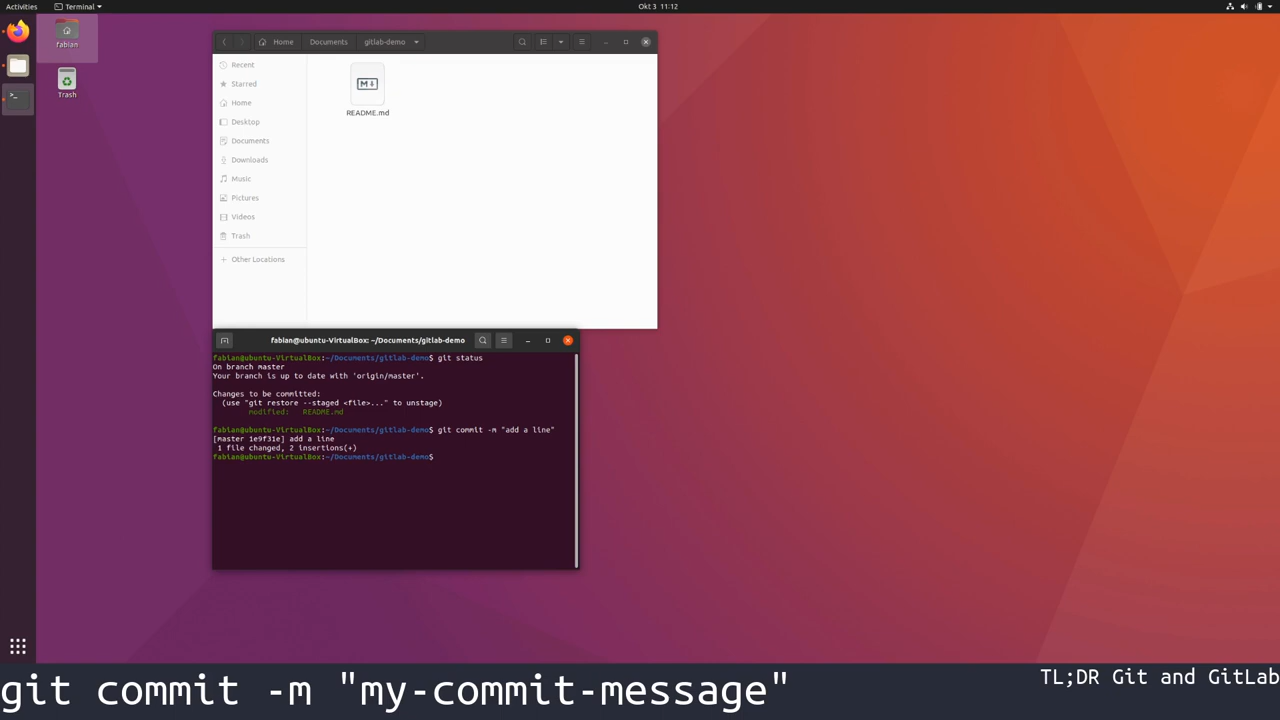 Activities
Terminal
Okt 3 11:12
fabian
Trash
Home
Documents
gitlab-demo
Recent
Starred
Home
Desktop
Documents
Downloads
Music
Pictures
Videos
Trash
+ Other Locations
README.md
fabian@ubuntu-VirtualBox: ~/Documents/gitlab-demo
fabian@ubuntu-VirtualBox:~/Documents/gitlab-demo$ git status
On branch master
Your branch is up to date with 'origin/master'.
Changes to be committed:
(use "git restore --staged <file>..." to unstage)
modified: README.md
fabian@ubuntu-VirtualBox:~/Documents/gitlab-demo$ git commit -m "add a line"
[master 1e9f31e] add a line
1 file changed, 2 insertions(+)
fabian@ubuntu-VirtualBox:~/Documents/gitlab-demo$
git commit -m "my-commit-message"
TL;DR Git and GitLab